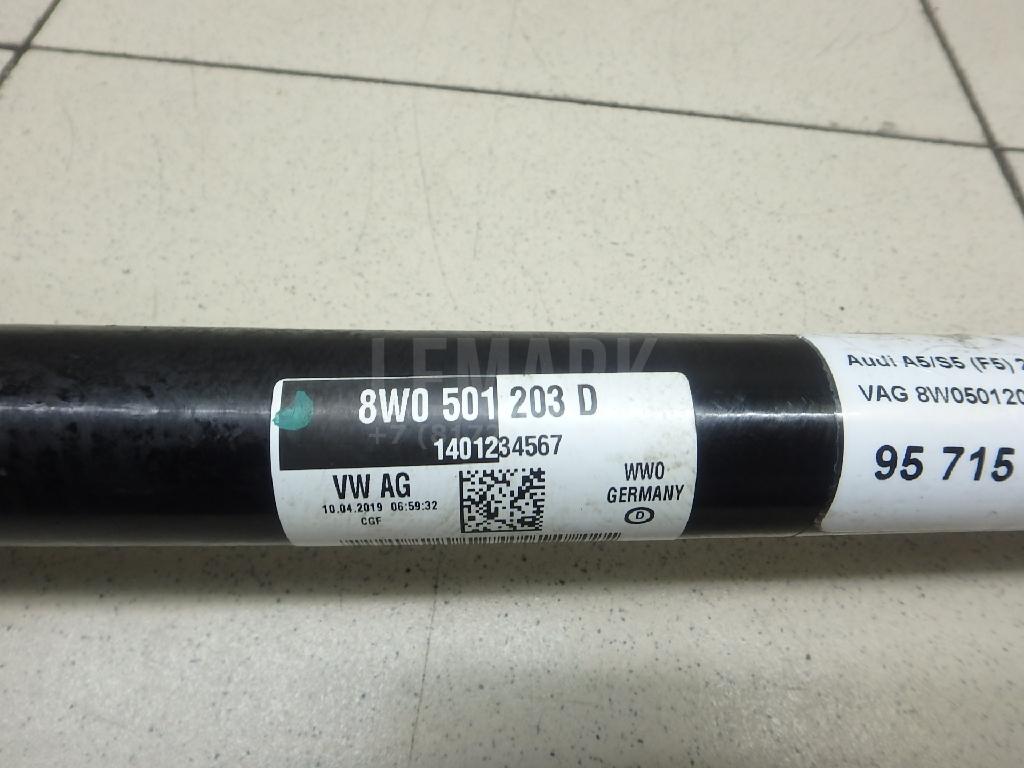 LEMARK
8W0 501 203 D
1401234567
VW AG
10.04.2019 06:59:32
CGF
WWO
GERMANY
D
Audi A5/S5 (F5) 2
VAG 8W050120
95 715